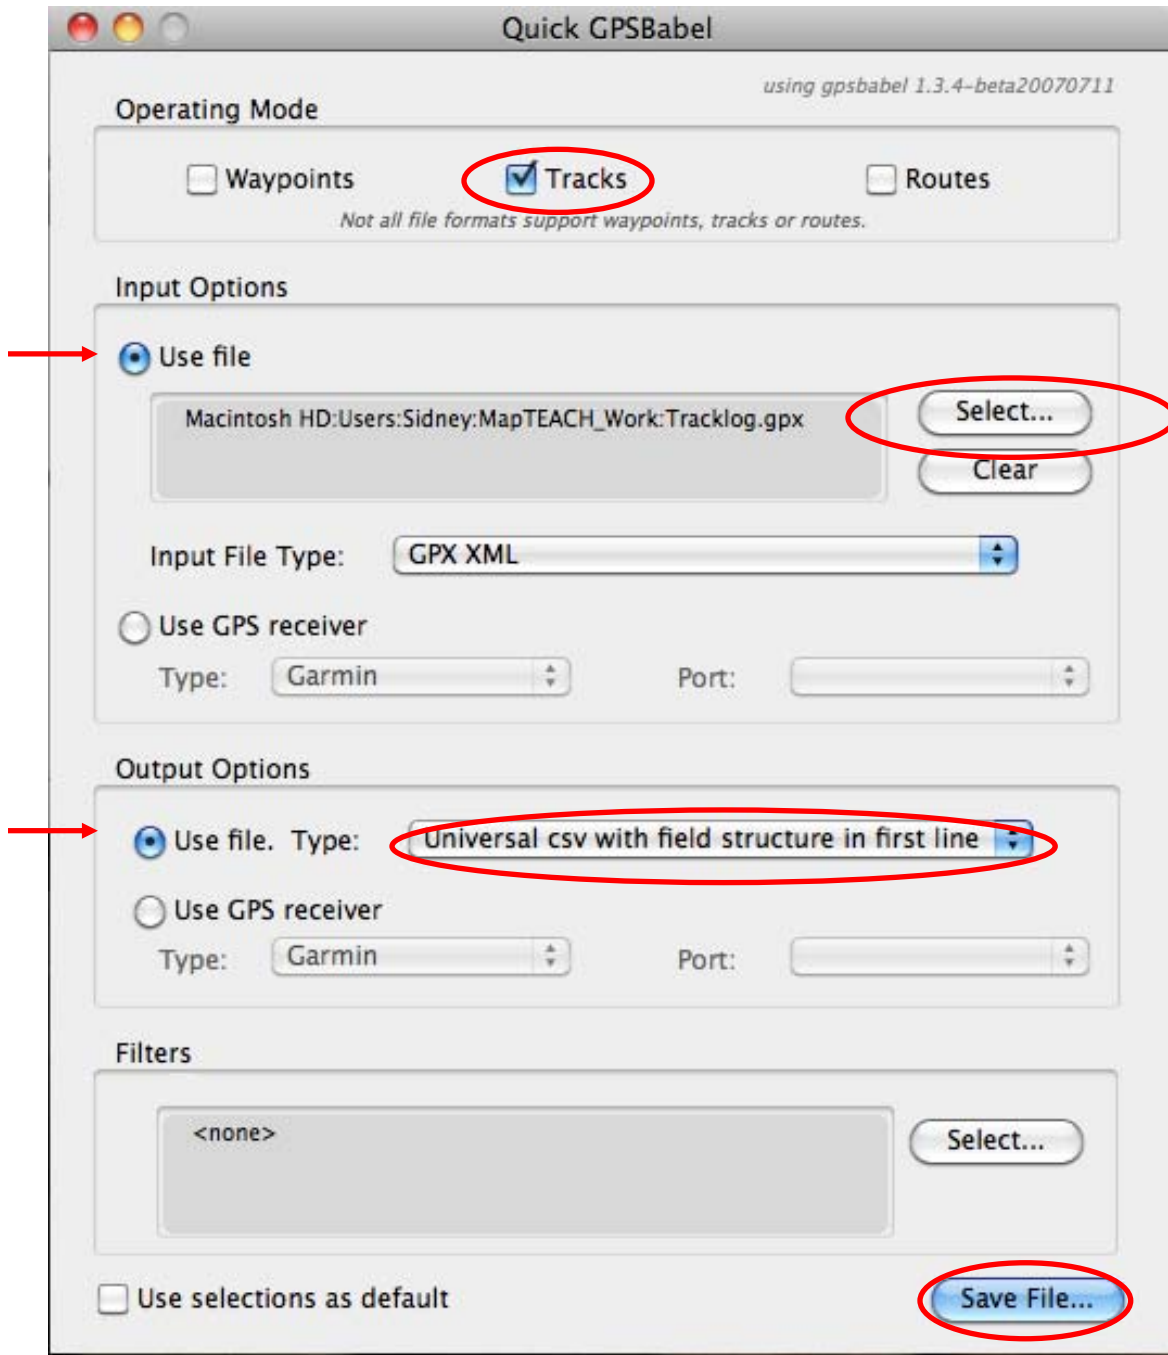 Quick GPSBabel
using gpsbabel 1.3.4-beta20070711
Operating Mode
Waypoints
Tracks
Routes
Not all file formats support waypoints, tracks or routes.
Input Options
Use file
Macintosh HD:Users:Sidney:MapTEACH_Work:Tracklog.gpx
Select...
Clear
Input File Type:
GPX XML
Use GPS receiver
Type:
Garmin
Port:
Output Options
Use file. Type:
Universal csv with field structure in first line
Use GPS receiver
Type:
Garmin
Port:
Filters
<none>
Select...
Use selections as default
Save File...